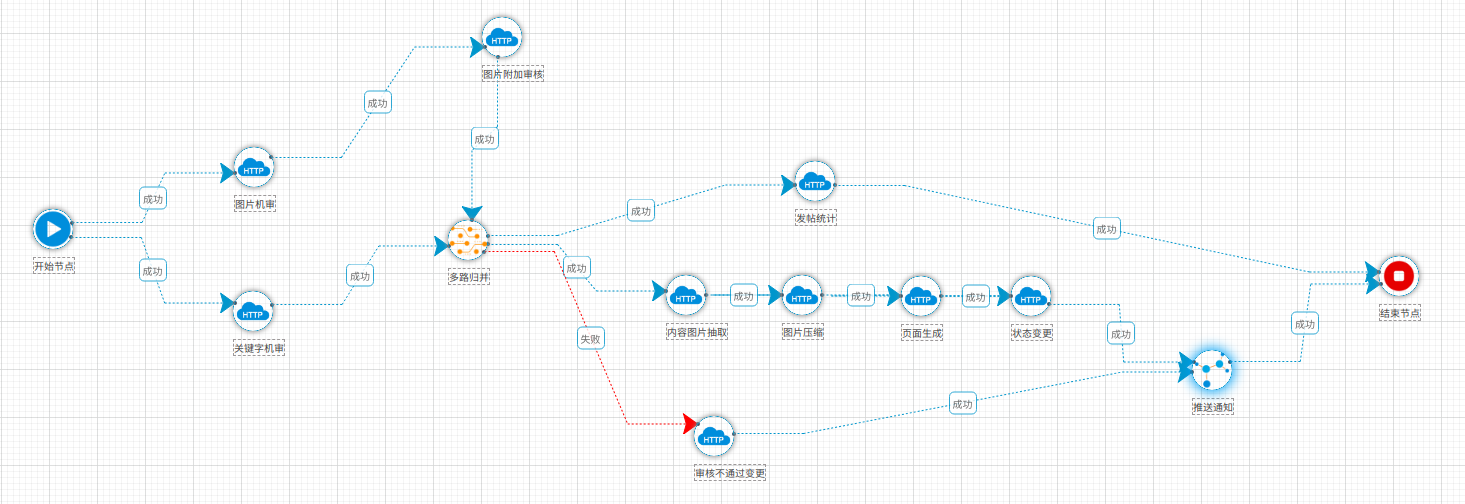 HTTP
图片附加审核
成功
成功
HTTP
图片机审
成功
开始节点
成功
HTTP
关键字机审
成功
多路归并
成功
HTTP
发帖统计
成功
成功
HTTP
内容图片抽取
成功
HTTP
图片压缩
成功
HTTP
页面生成
成功
HTTP
状态变更
成功
失败
HTTP
审核不通过变更
成功
推送通知
成功
结束节点